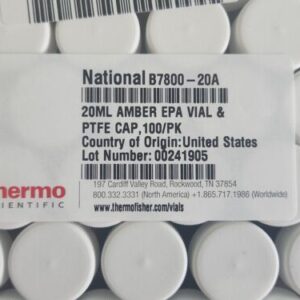 National B7800-20A
20ML AMBER EPA VIAL &
PTFE CAP,100/PK
Country of Origin:United States
Lot Number: 00241905
thermo
SCIENTIFIC
197 Cardiff Valley Road, Rockwood, TN 37854
800.332.3331 (North America) +1.865.717.1986 (Worldwide)
www.thermofisher.com/vials